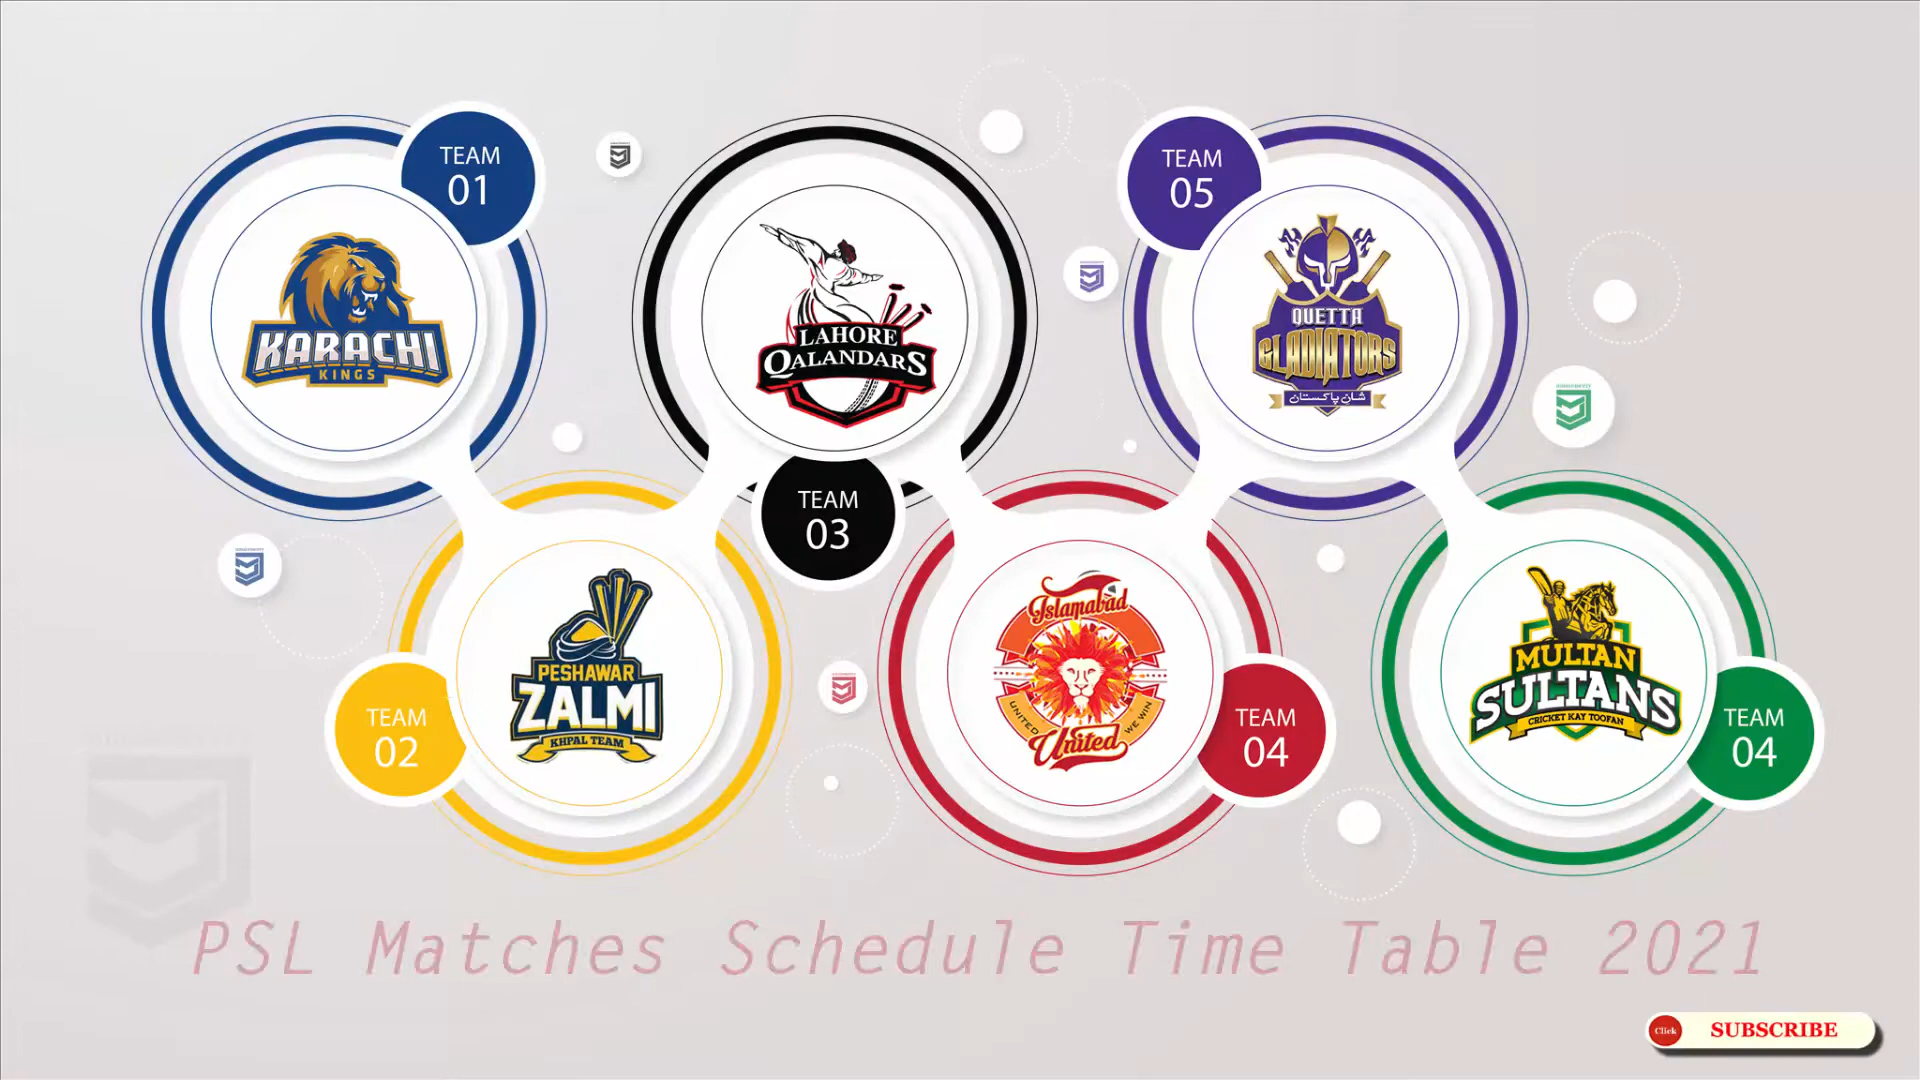 TEAM
01
KARACHI
KINGS
TEAM
02
PESHAWAR
ZALMI
KHPAL TEAM
LAHORE
QALANDARS
TEAM
03
Islamabad
UNITED WE WIN
United
TEAM
04
TEAM
05
QUETTA
GLADIATORS
شانِ پاکستان
MULTAN
SULTANS
CRICKET KAY TOOFAN
TEAM
04
PSL Matches Schedule Time Table 2021
Click SUBSCRIBE